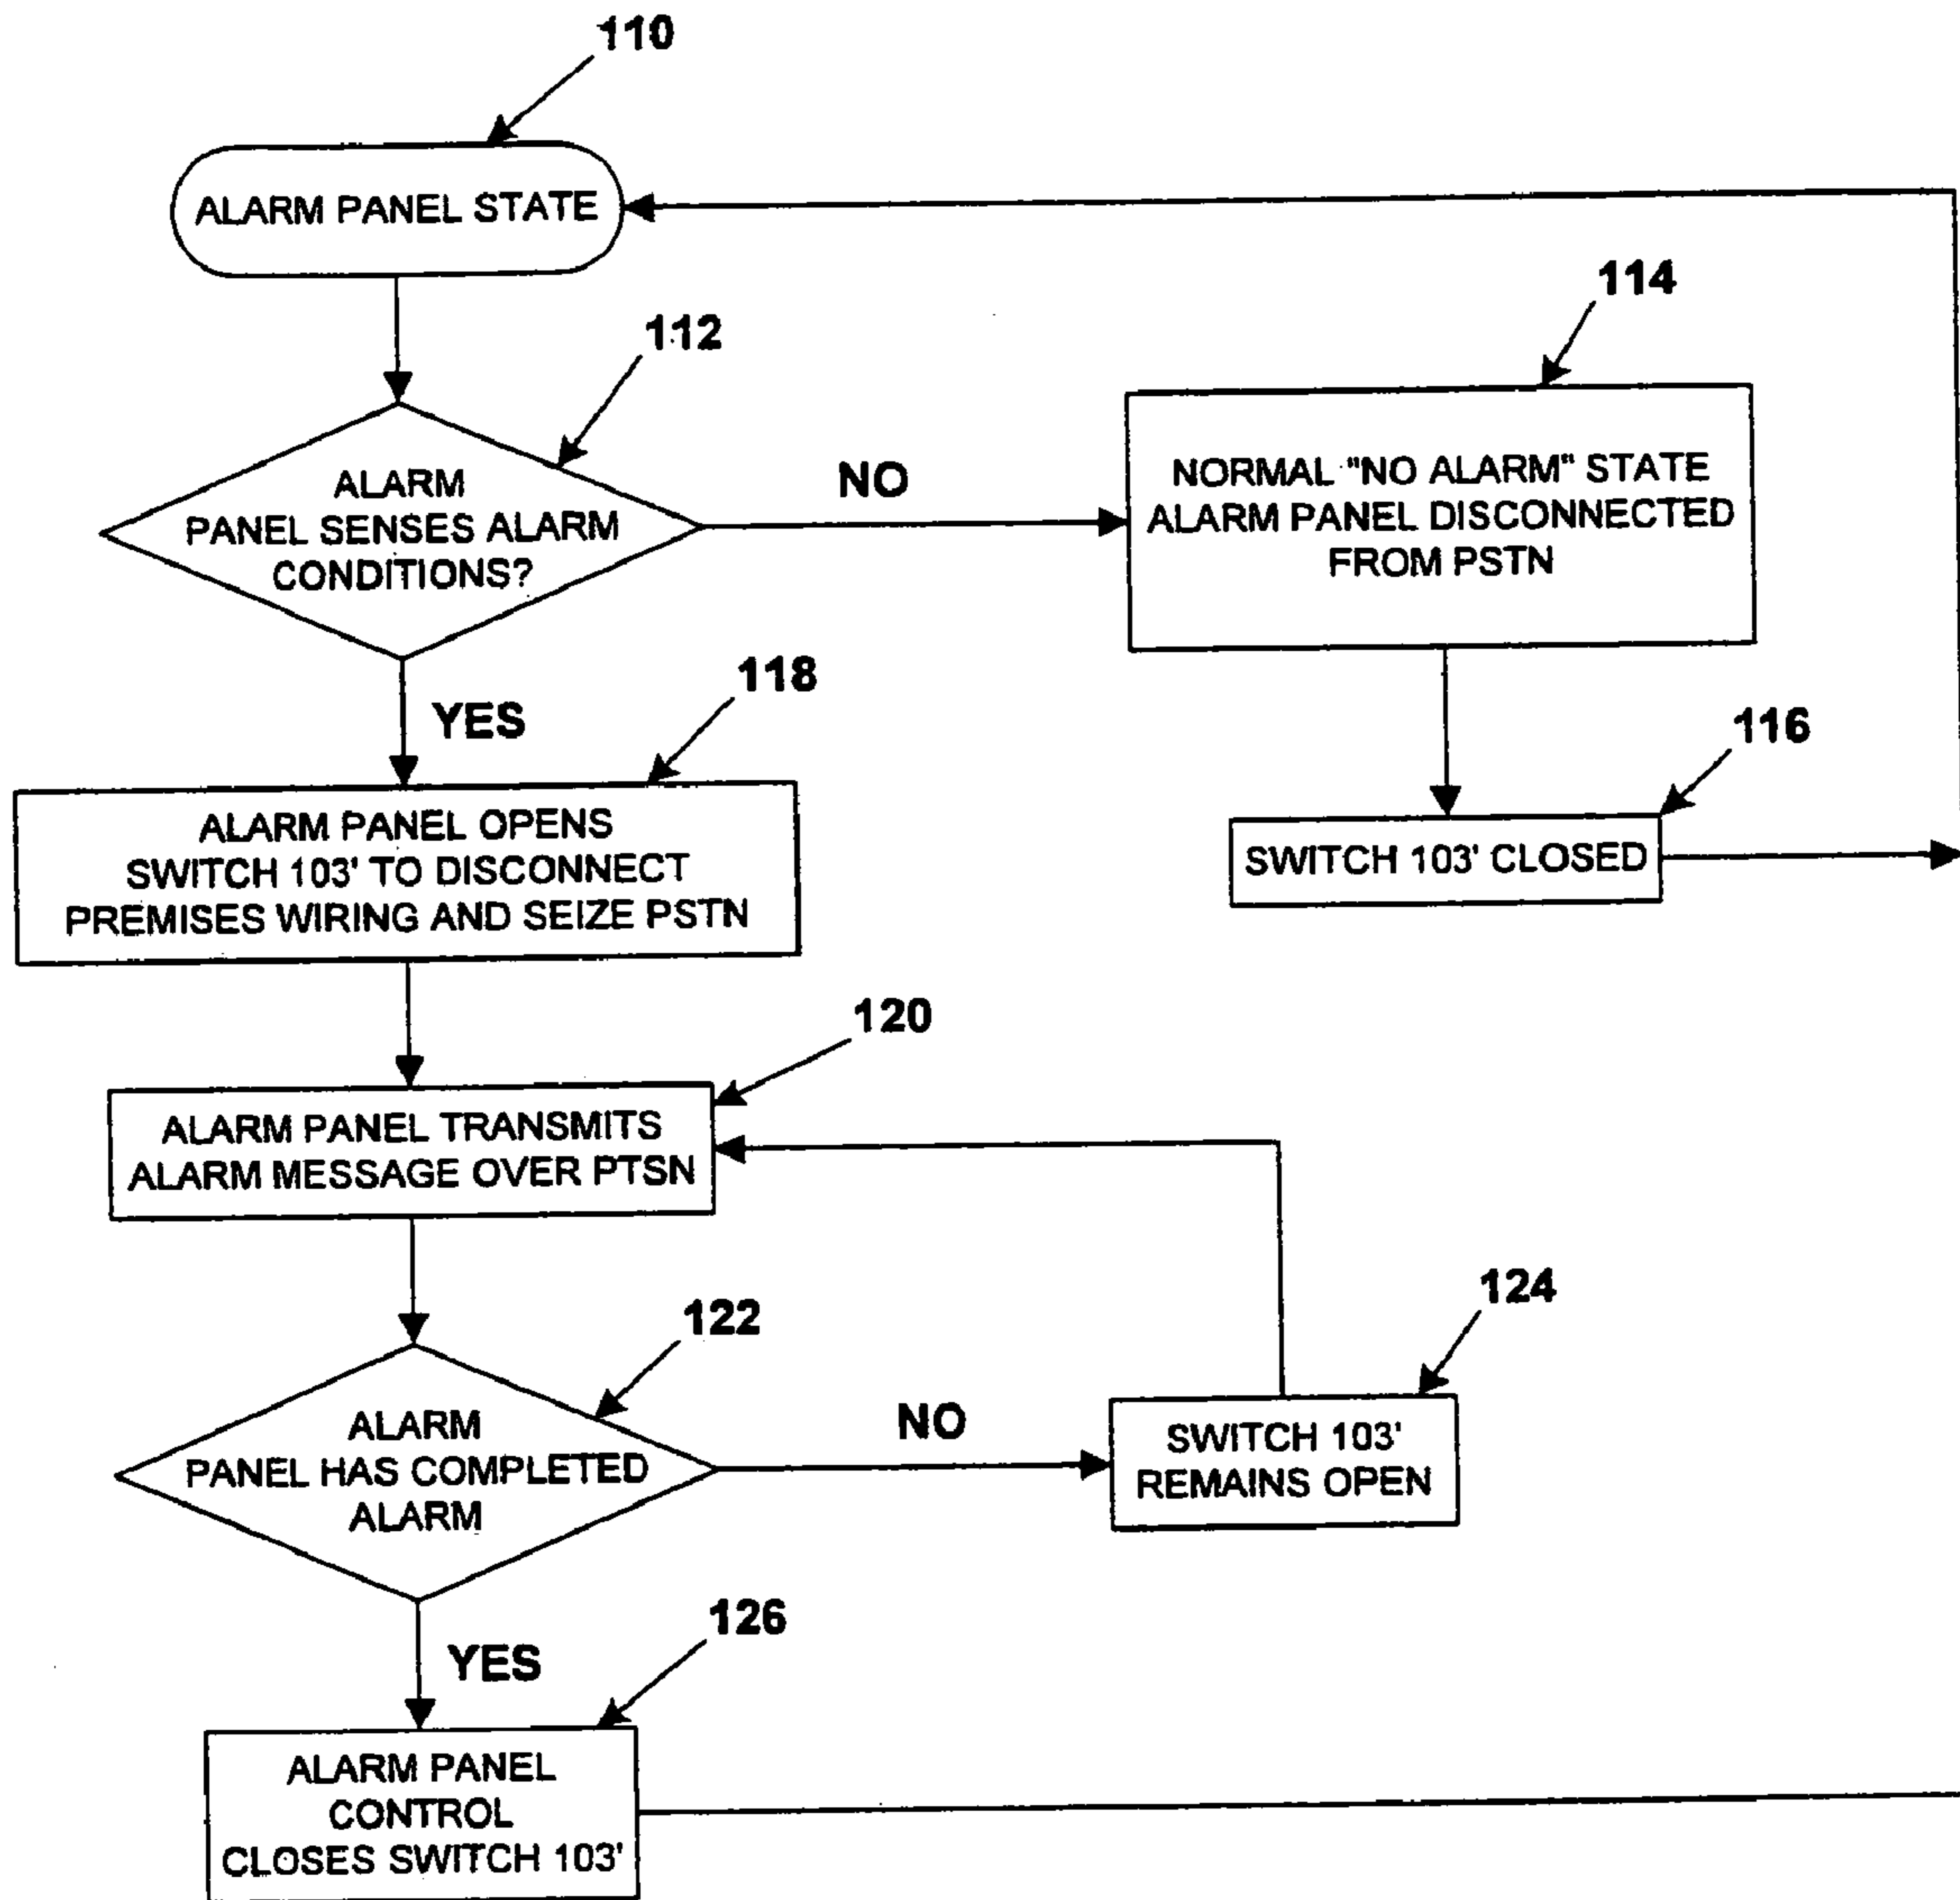 110
ALARM PANEL STATE
112
114
ALARM
PANEL SENSES ALARM
CONDITIONS?
NO
NORMAL "NO ALARM" STATE
ALARM PANEL DISCONNECTED
FROM PSTN
YES
118
116
ALARM PANEL OPENS
SWITCH 103' TO DISCONNECT
PREMISES WIRING AND SEIZE PSTN
SWITCH 103' CLOSED
120
ALARM PANEL TRANSMITS
ALARM MESSAGE OVER PTSN
122
124
ALARM
PANEL HAS COMPLETED
ALARM
NO
SWITCH 103'
REMAINS OPEN
YES
126
ALARM PANEL
CONTROL
CLOSES SWITCH 103'